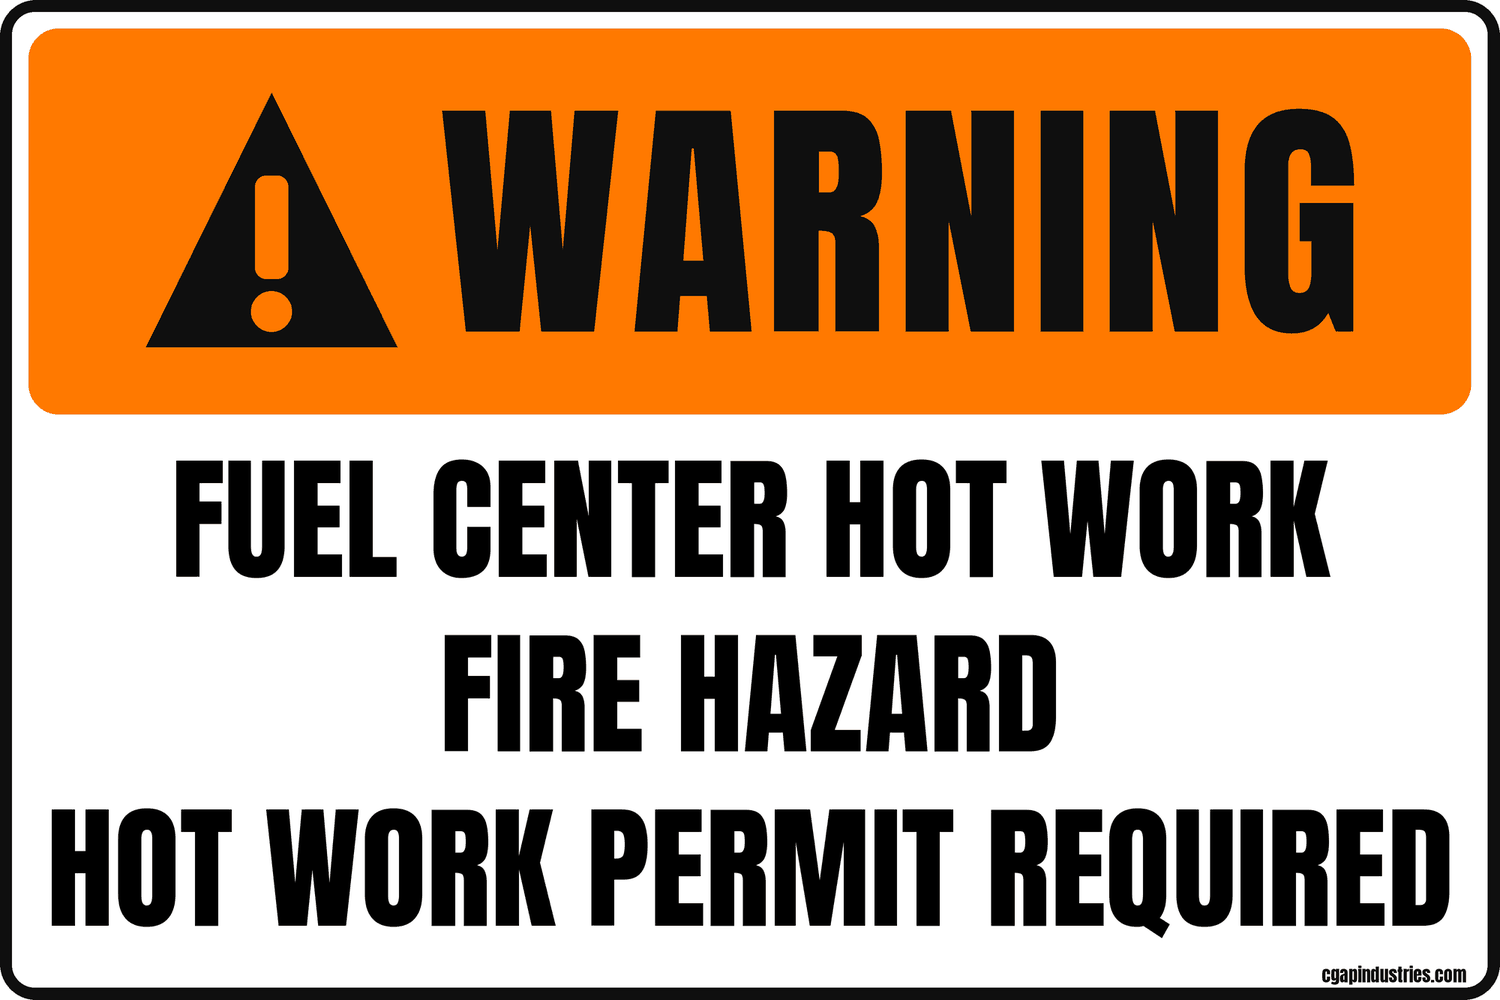 WARNING
FUEL CENTER HOT WORK
FIRE HAZARD
HOT WORK PERMIT REQUIRED
cgapindustries.com